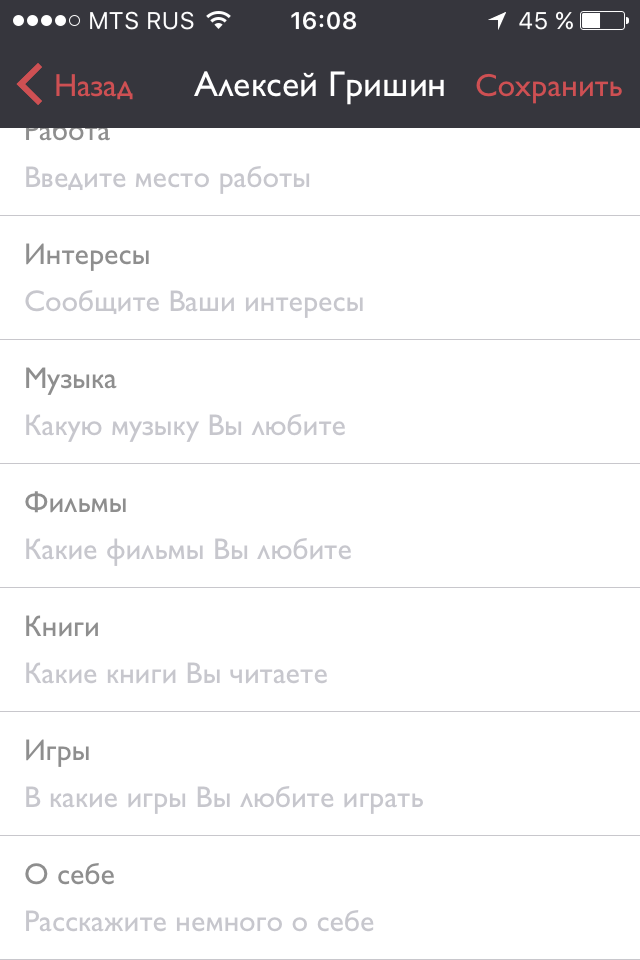 MTS RUS 16:08 45 %
Назад Алексей Гришин Сохранить
Работа
Введите место работы
Интересы
Сообщите Ваши интересы
Музыка
Какую музыку Вы любите
Фильмы
Какие фильмы Вы любите
Книги
Какие книги Вы читаете
Игры
В какие игры Вы любите играть
О себе
Расскажите немного о себе